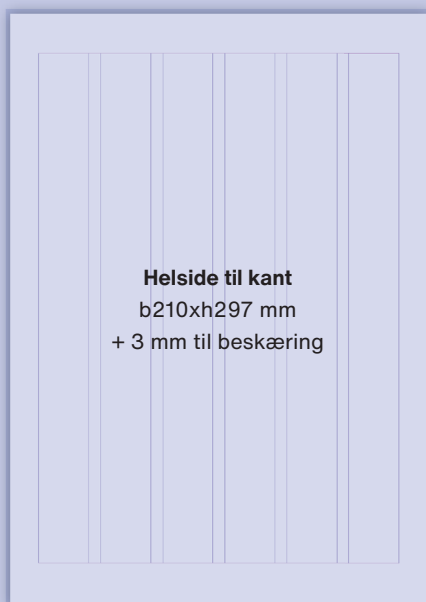 Helside til kant
b210xh297 mm
+ 3 mm til beskæring